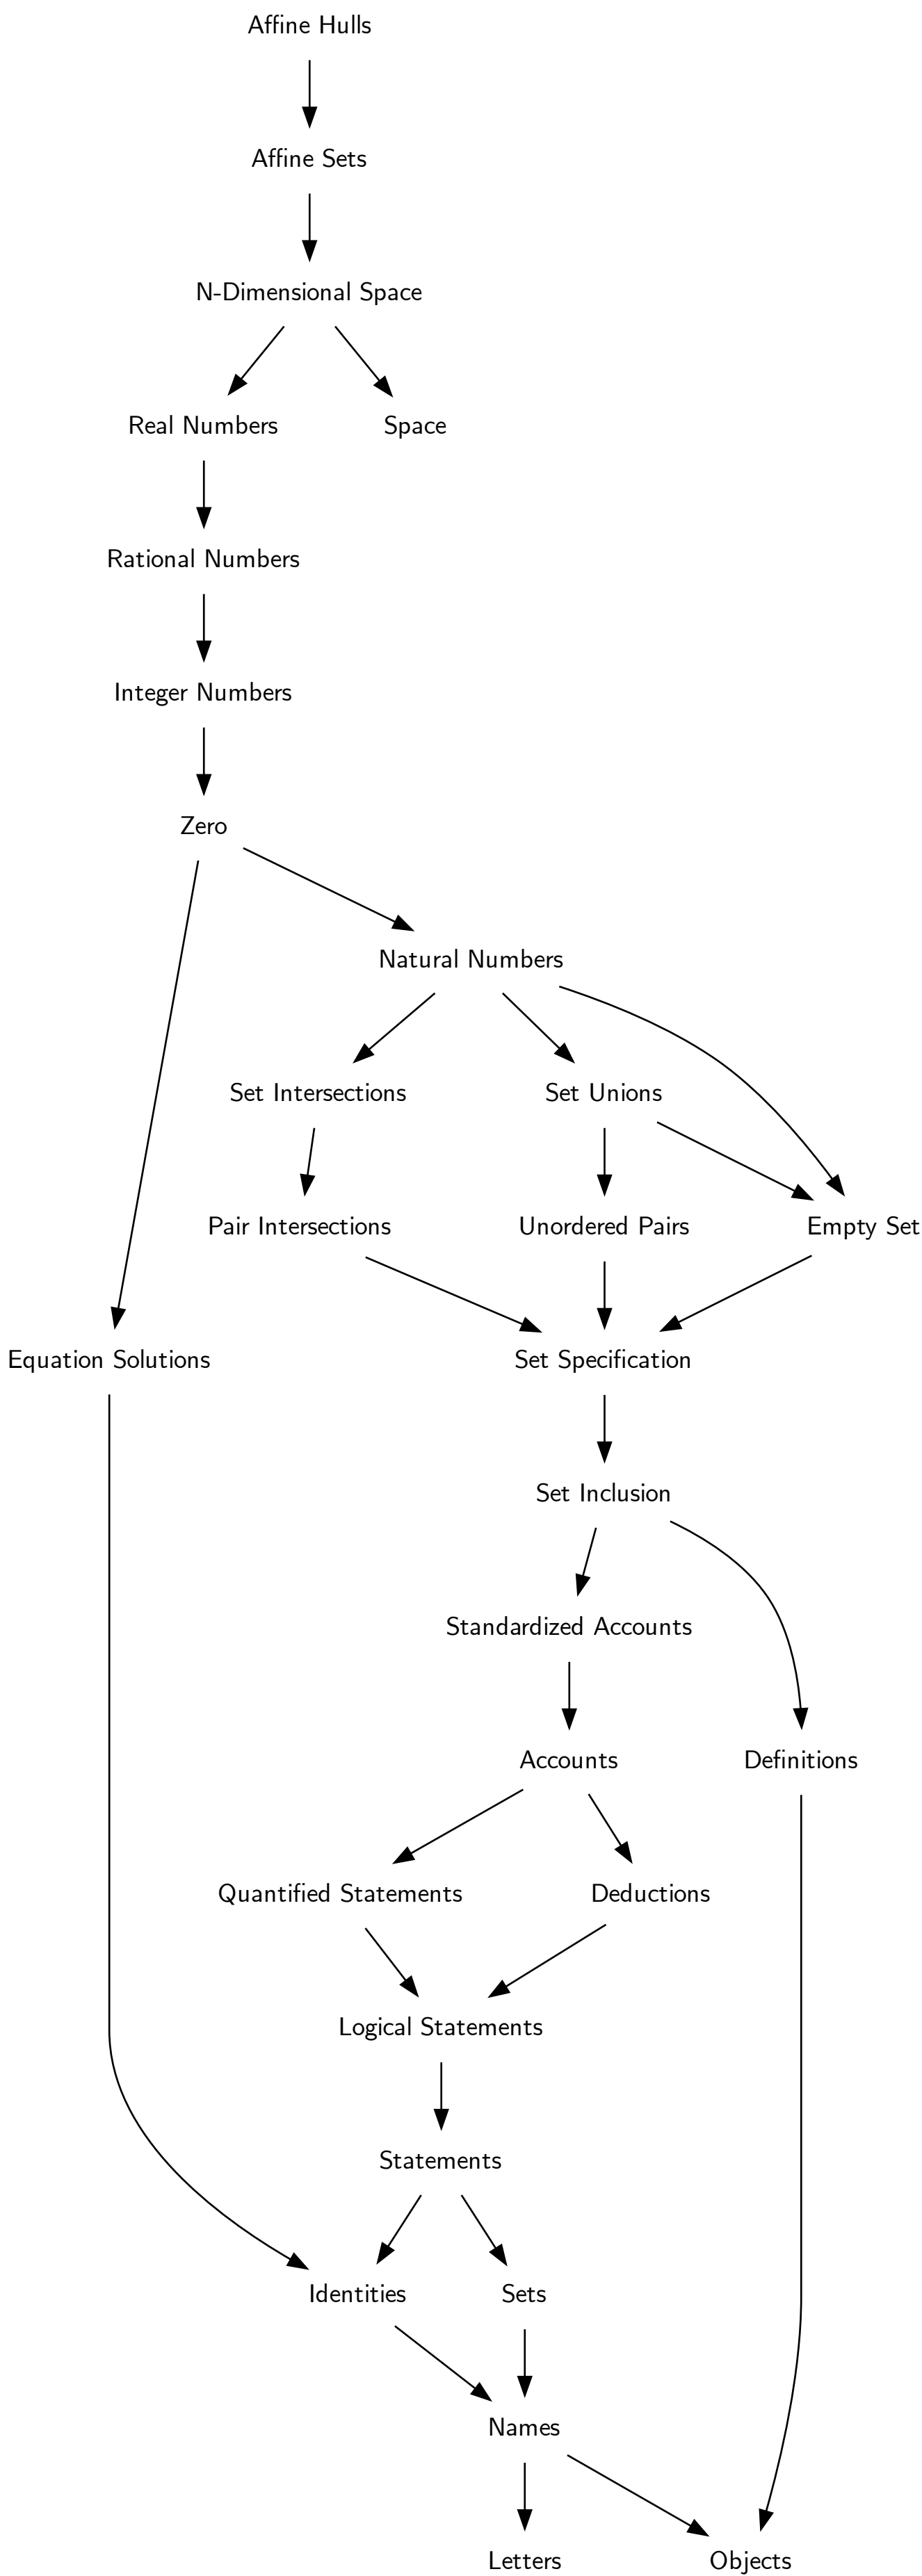 Affine Hulls
Affine Sets
N-Dimensional Space
Real Numbers
Space
Rational Numbers
Integer Numbers
Zero
Natural Numbers
Set Intersections
Set Unions
Pair Intersections
Unordered Pairs
Empty Set
Equation Solutions
Set Specification
Set Inclusion
Standardized Accounts
Accounts
Definitions
Quantified Statements
Deductions
Logical Statements
Statements
Identities
Sets
Names
Letters
Objects